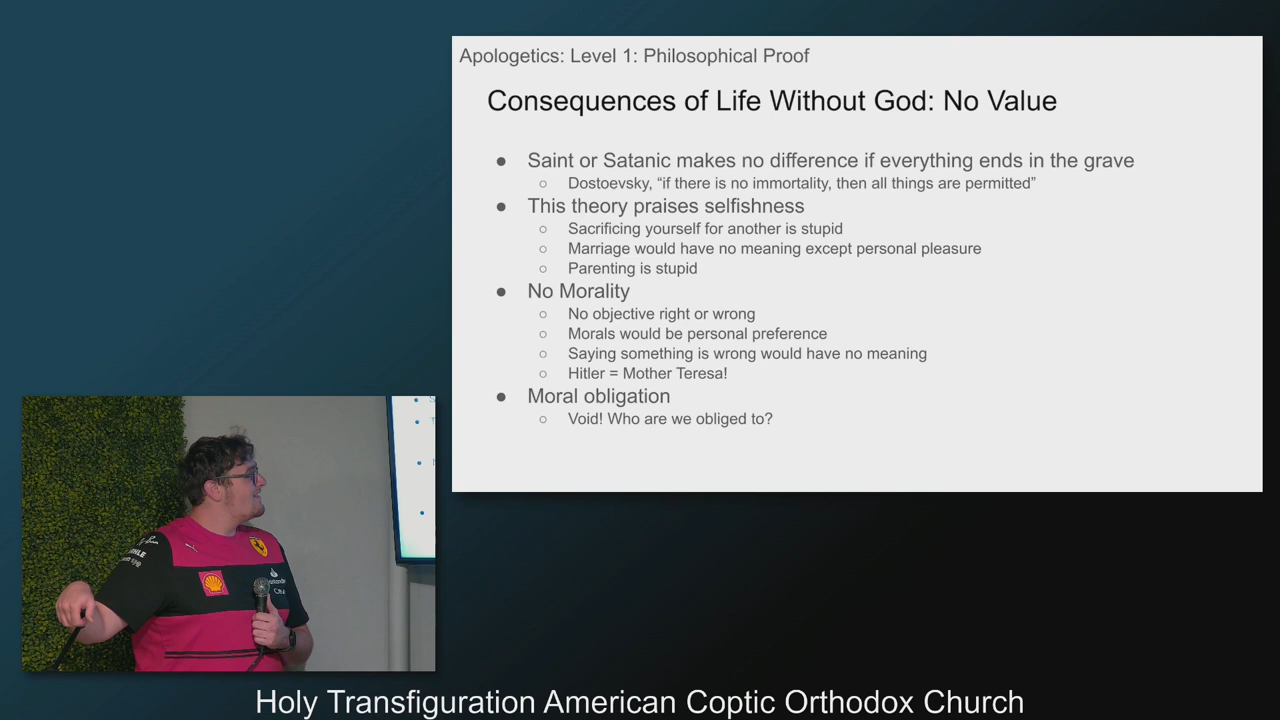 Apologetics: Level 1: Philosophical Proof
Consequences of Life Without God: No Value
● Saint or Satanic makes no difference if everything ends in the grave
○ Dostoevsky, “if there is no immortality, then all things are permitted”
● This theory praises selfishness
○ Sacrificing yourself for another is stupid
○ Marriage would have no meaning except personal pleasure
○ Parenting is stupid
● No Morality
○ No objective right or wrong
○ Morals would be personal preference
○ Saying something is wrong would have no meaning
○ Hitler = Mother Teresa!
● Moral obligation
○ Void! Who are we obliged to?
Holy Transfiguration American Coptic Orthodox Church